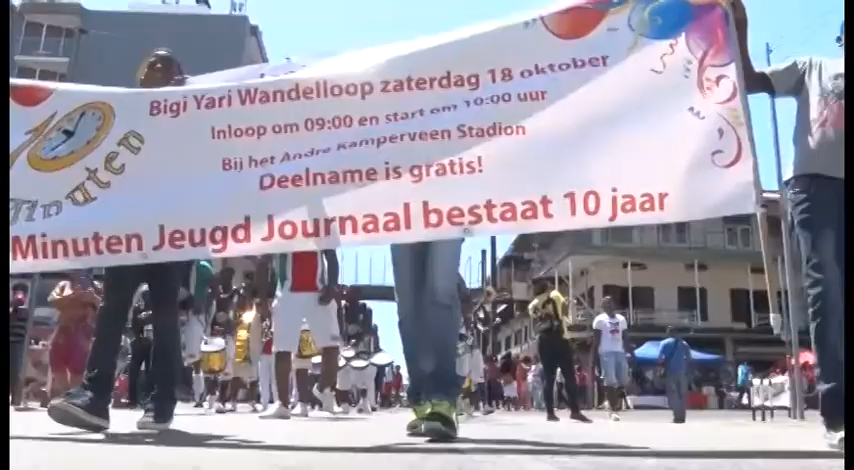 Bigi Yari Wandelloop zaterdag 18 oktober
Inloop om 09:00 en start om 10:00 uur
Bij het Andre Kamperveen Stadion
Deelname is gratis!
Minuten
Minuten Jeugd Journaal bestaat 10 jaar